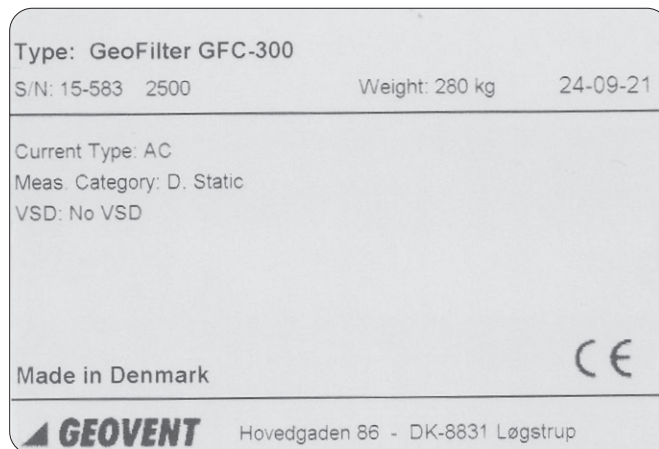 Type: GeoFilter GFC-300
S/N: 15-583 2500 Weight: 280 kg 24-09-21
Current Type: AC
Meas. Category: D, Static
VSD: No VSD
Made in Denmark CE
GEOVENT Hovedgaden 86 - DK-8831 Løgstrup